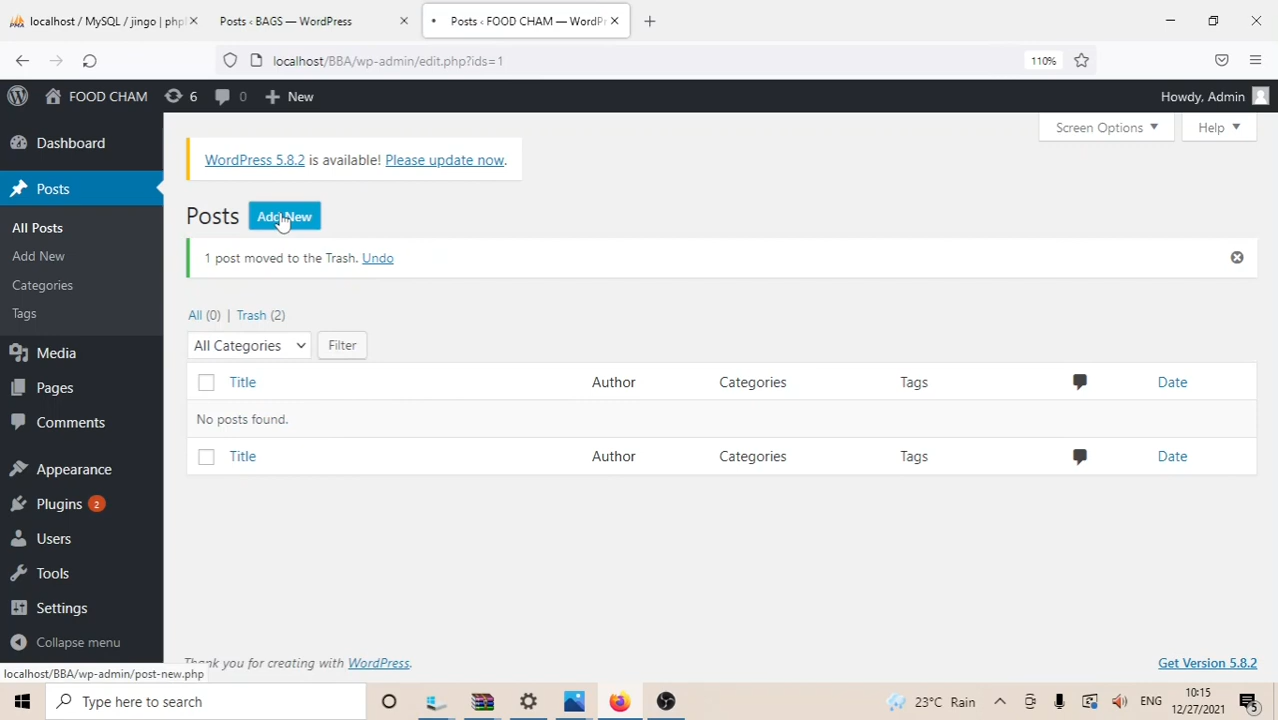 localhost / MySQL / jingo | php
Posts ‹ BAGS — WordPress
Posts ‹ FOOD CHAM — WordPr
localhost/BBA/wp-admin/edit.php?ids=1
110%
FOOD CHAM
6
0
New
Howdy, Admin
Dashboard
Posts
All Posts
Add New
Categories
Tags
Media
Pages
Comments
Appearance
Plugins 2
Users
Tools
Settings
Collapse menu
Screen Options
Help
WordPress 5.8.2 is available! Please update now.
Posts
Add New
1 post moved to the Trash. Undo
All (0) | Trash (2)
All Categories
Filter
Title Author Categories Tags Date
No posts found.
Title Author Categories Tags Date
Thank you for creating with WordPress.
Get Version 5.8.2
localhost/BBA/wp-admin/post-new.php
Type here to search
23°C Rain
ENG
10:15
12/27/2021
5